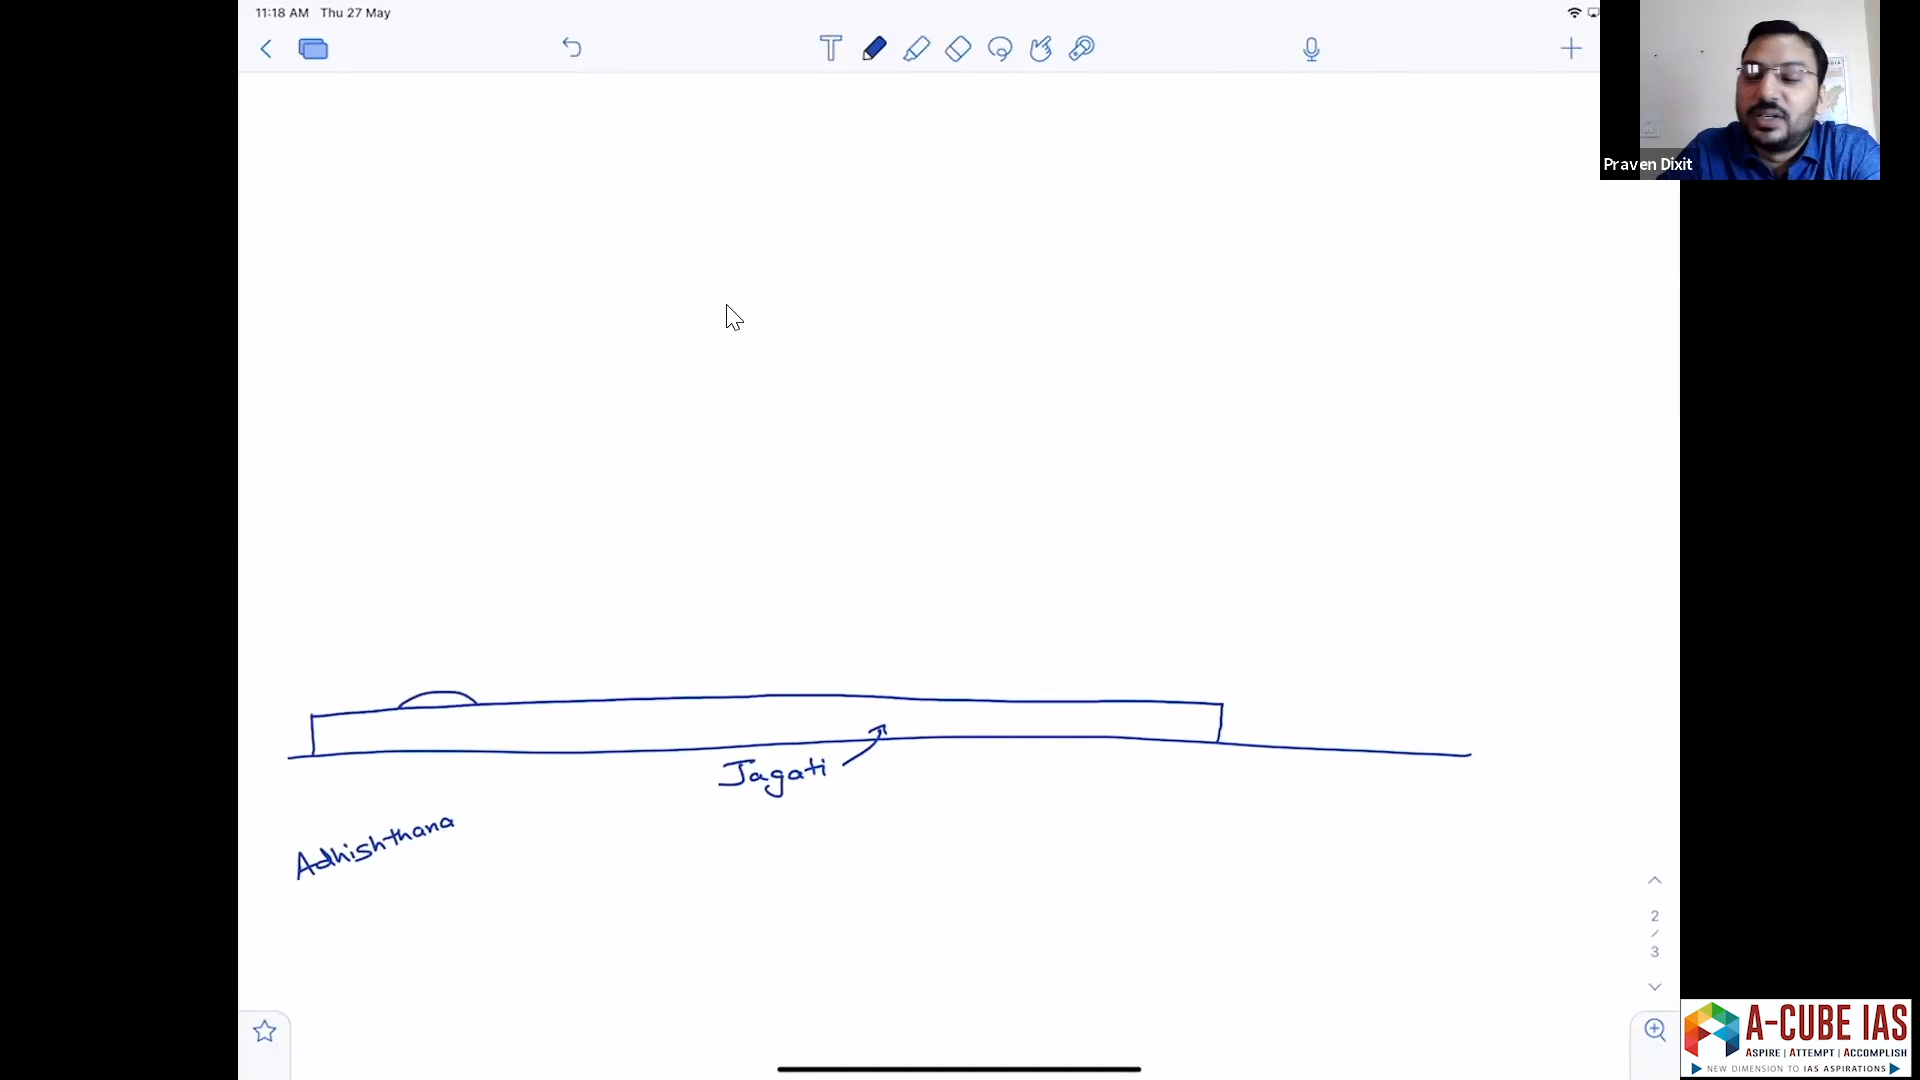 11:18 AM Thu 27 May
Praven Dixit
Jagati
Adhishthana
2
3
A-CUBE IAS
ASPIRE | ATTEMPT | ACCOMPLISH
NEW DIMENSION TO IAS ASPIRATIONS